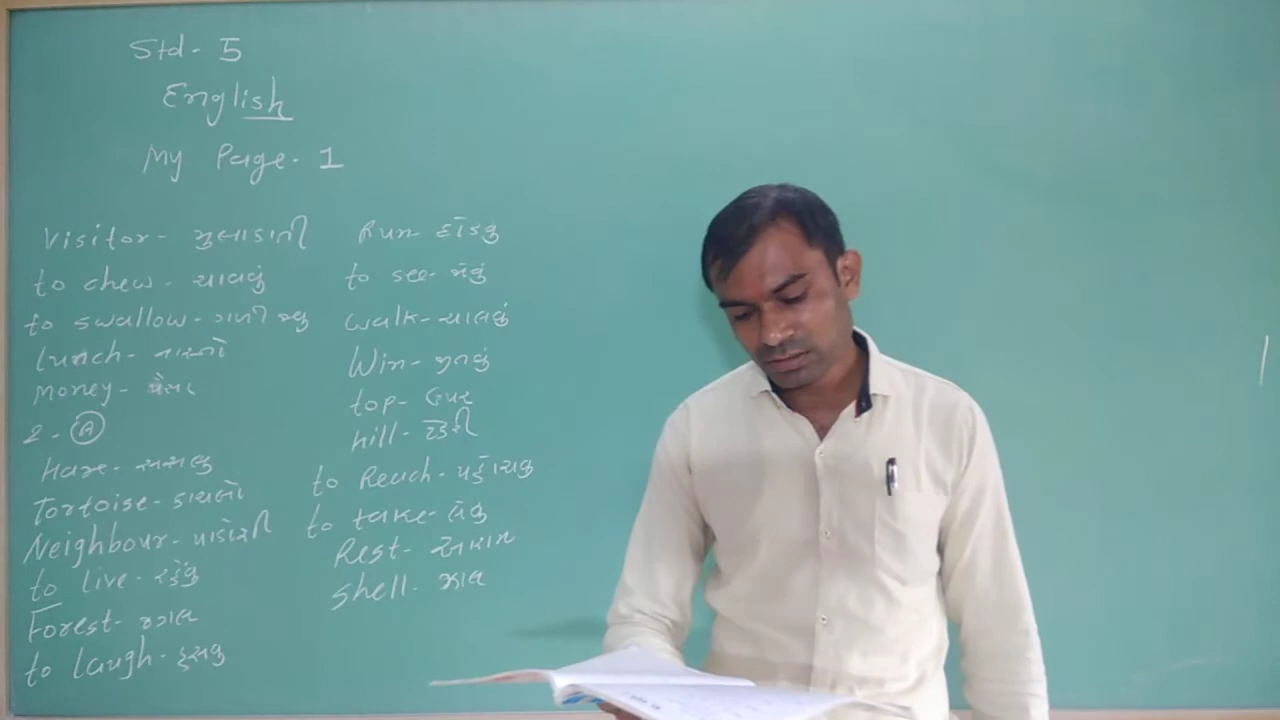 Std- 5
English
My Page- 1
Visitor- મુલાકાતી
to chew- ચાવવું
to swallow- ગળી જવું
lunch- નાસ્તો
Money- પૈસા
2- (A)
Hare- સસલુ
Tortoise- કાચબો
Neighbour- પાડોશી
to live- રહેવુ
Forest- જંગલ
to laugh- હસવુ
Run- દોડવુ
to see-
Walk- ચાલવું
Win- જીતવું
top- ઉપર
hill- ટેકરી
to Reach- પહોંચવુ
to take- લેવુ
Rest- આરામ
shell-